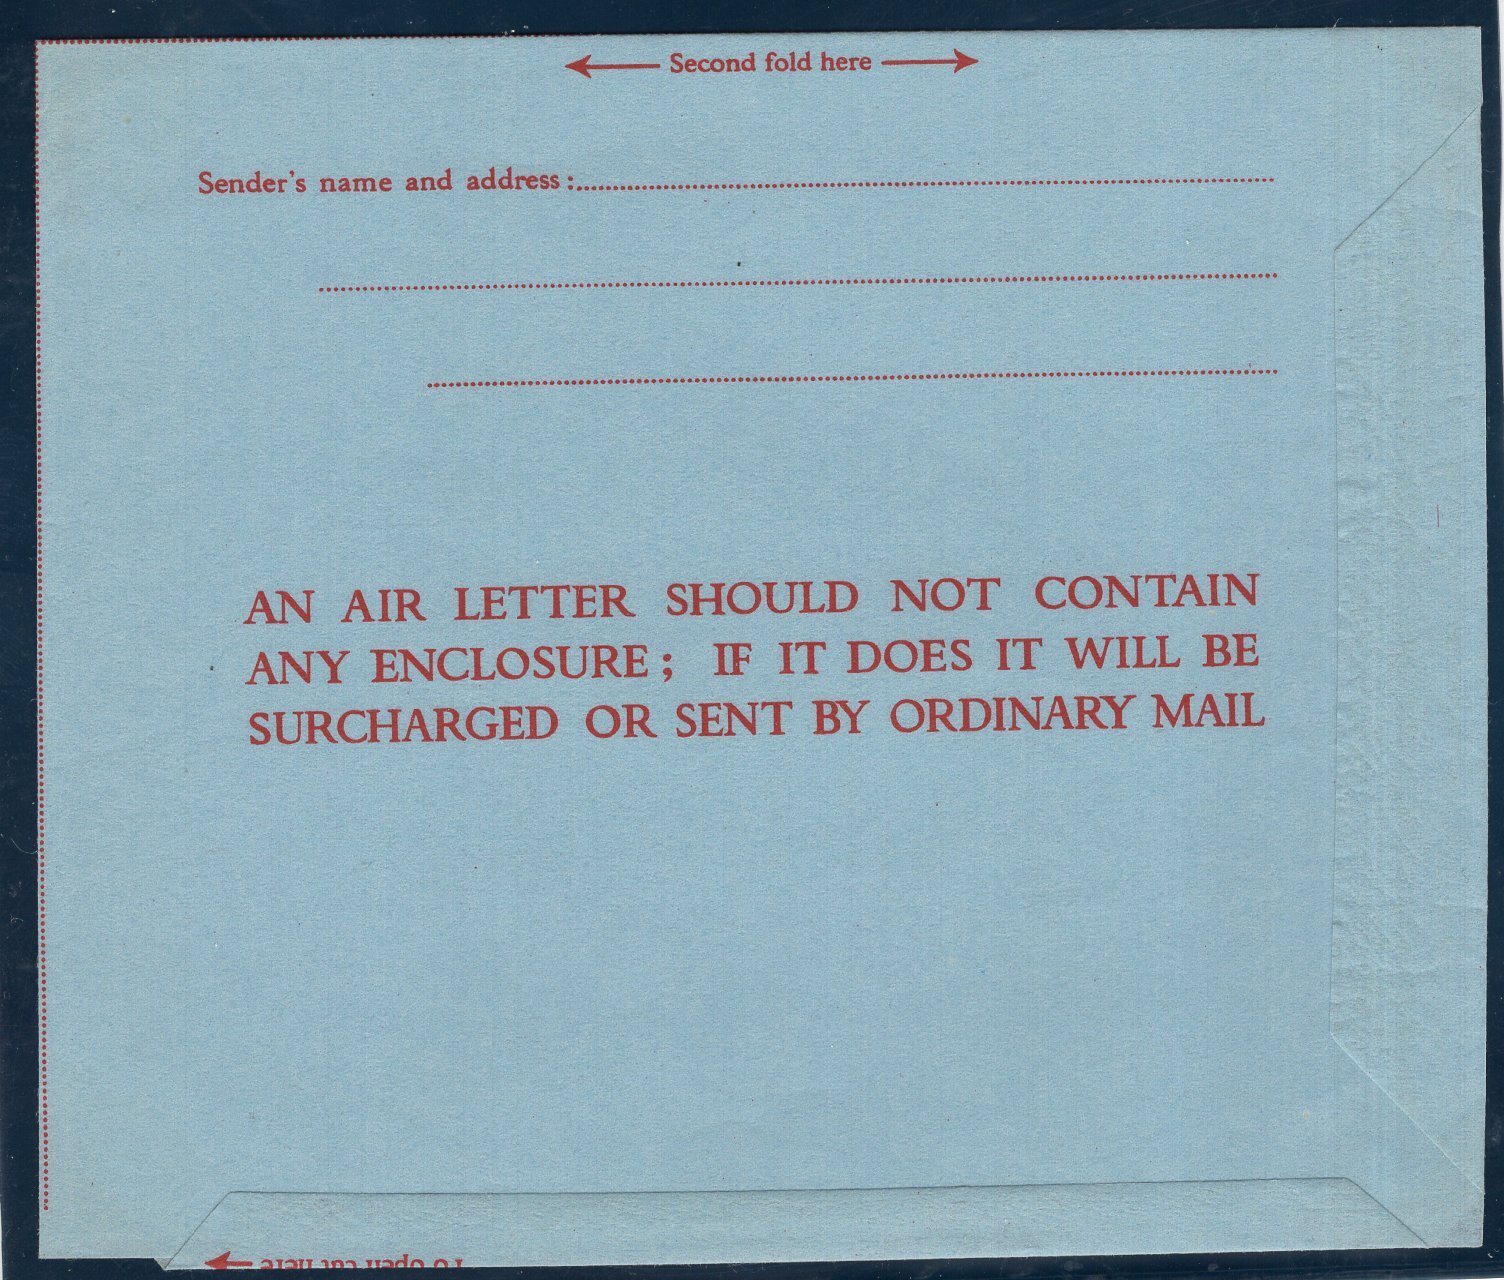 Second fold here
Sender's name and address :
AN AIR LETTER SHOULD NOT CONTAIN
ANY ENCLOSURE ; IF IT DOES IT WILL BE
SURCHARGED OR SENT BY ORDINARY MAIL
To open cut here